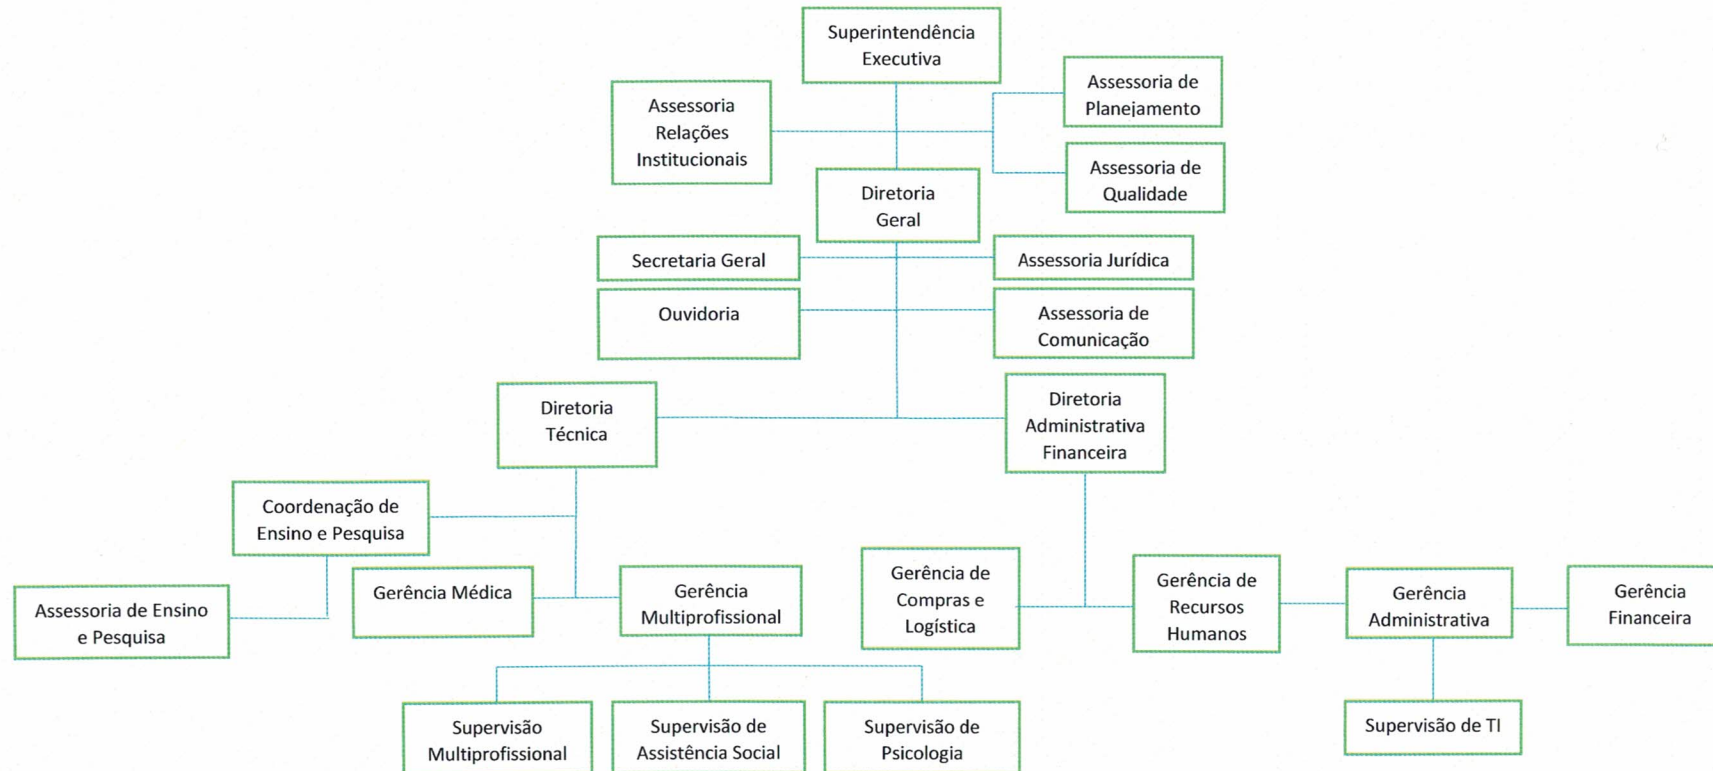 Superintendência
Executiva
Assessoria
Relações
Institucionais
Assessoria de
Planejamento
Assessoria de
Qualidade
Diretoria
Geral
Secretaria Geral
Assessoria Jurídica
Ouvidoria
Assessoria de
Comunicação
Diretoria
Técnica
Diretoria
Administrativa
Financeira
Coordenação de
Ensino e Pesquisa
Assessoria de Ensino
e Pesquisa
Gerência Médica
Gerência
Multiprofissional
Gerência de
Compras e
Logística
Gerência de
Recursos
Humanos
Gerência
Administrativa
Gerência
Financeira
Supervisão
Multiprofissional
Supervisão de
Assistência Social
Supervisão de
Psicologia
Supervisão de TI